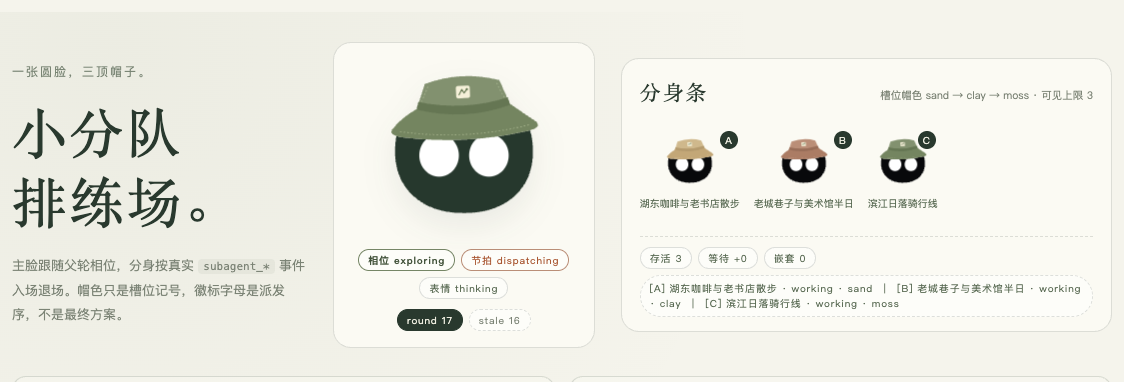 一张圆脸，三顶帽子。
小分队
排练场。
主脸跟随父轮相位，分身按真实 subagent_* 事件
入场退场。帽色只是槽位记号，徽标字母是派发
序，不是最终方案。
相位 exploring 节拍 dispatching
表情 thinking
round 17 stale 16
分身条 槽位帽色 sand → clay → moss · 可见上限 3
A B C
湖东咖啡与老书店散步 老城巷子与美术馆半日 滨江日落骑行线
存活 3 等待 +0 嵌套 0
[A] 湖东咖啡与老书店散步 · working · sand | [B] 老城巷子与美术馆半日 · working
· clay | [C] 滨江日落骑行线 · working · moss